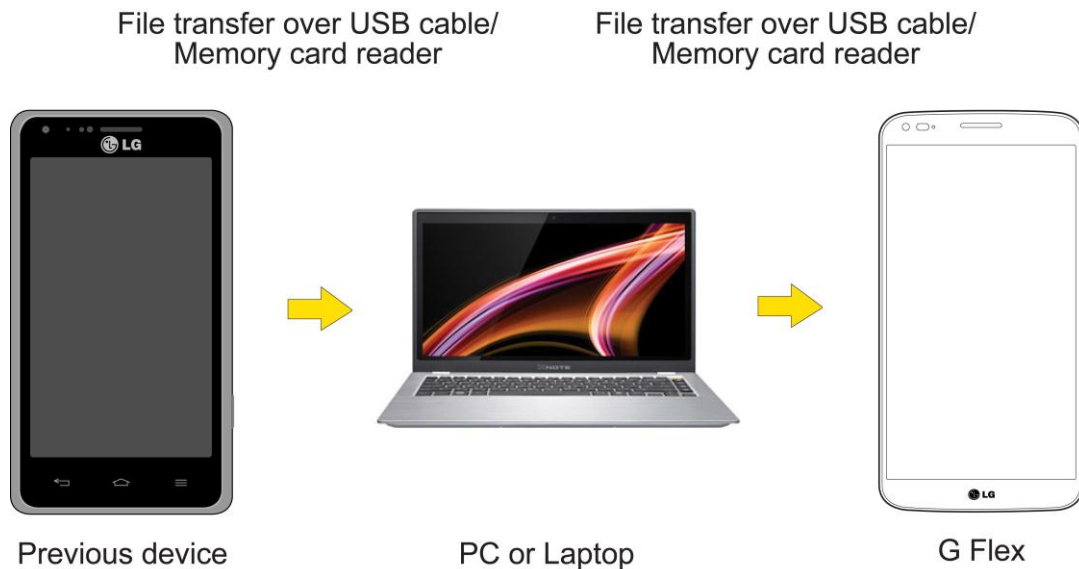 File transfer over USB cable/
Memory card reader
File transfer over USB cable/
Memory card reader
LG
XNOTE
LG
Previous device
PC or Laptop
G Flex